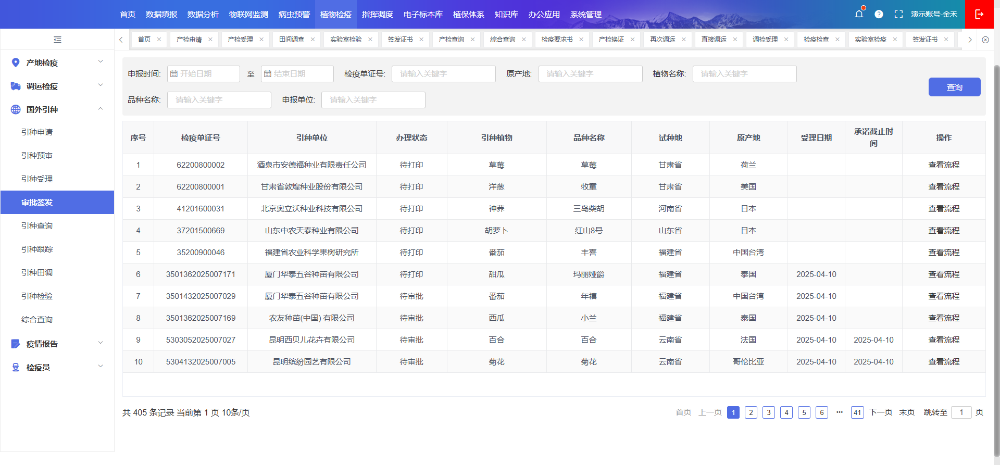 首页 数据填报 数据分析 物联网监测 病虫预警 植物检疫 指挥调度 电子标本库 植保体系 知识库 办公应用 系统管理 演示账号-金禾
首页 产检申请 产检受理 田间调查 实验室检验 签发证书 产检查询 综合查询 检疫要求书 产检换证 再次调运 直接调运 调检受理 检疫检查 实验室检疫 签发证书
产地检疫
调运检疫
国外引种
引种申请
引种预审
引种受理
审批签发
引种查询
引种跟踪
引种田调
引种检验
综合查询
疫情报告
检疫员
申报时间: 开始日期 至 结束日期 检疫单证号: 请输入关键字 原产地: 请输入关键字 植物名称: 请输入关键字
品种名称: 请输入关键字 申报单位: 请输入关键字
查询
序号 检疫单证号 引种单位 办理状态 引种植物 品种名称 试种地 原产地 受理日期 承诺截止时间 操作
1 62200800002 酒泉市安德福种业有限责任公司 待打印 草莓 草莓 甘肃省 荷兰 查看流程
2 62200800001 甘肃省敦煌种业股份有限公司 待打印 洋葱 牧童 甘肃省 美国 查看流程
3 41201600031 北京奥立沃种业科技有限公司 待打印 神荞 三岛柴胡 河南省 日本 查看流程
4 37201500669 山东中农天泰种业有限公司 待打印 胡萝卜 红山8号 山东省 日本 查看流程
5 35200900046 福建省农业科学果树研究所 待打印 番茄 丰喜 福建省 中国台湾 查看流程
6 3501362025007171 厦门华泰五谷种苗有限公司 待打印 甜瓜 玛丽娅爵 福建省 泰国 2025-04-10 查看流程
7 3501432025007029 厦门华泰五谷种苗有限公司 待审批 番茄 年禧 福建省 中国台湾 2025-04-10 查看流程
8 3501362025007169 农友种苗(中国) 有限公司 待审批 西瓜 小兰 福建省 泰国 2025-04-10 查看流程
9 5303052025007027 昆明西贝儿花卉有限公司 待审批 百合 百合 云南省 法国 2025-04-10 2025-04-10 查看流程
10 5304132025007005 昆明缤纷园艺有限公司 待审批 菊花 菊花 云南省 哥伦比亚 2025-04-10 2025-04-10 查看流程
共 405 条记录 当前第 1 页 10条/页 首页 上一页 1 2 3 4 5 6 ··· 41 下一页 末页 跳转至 1 页